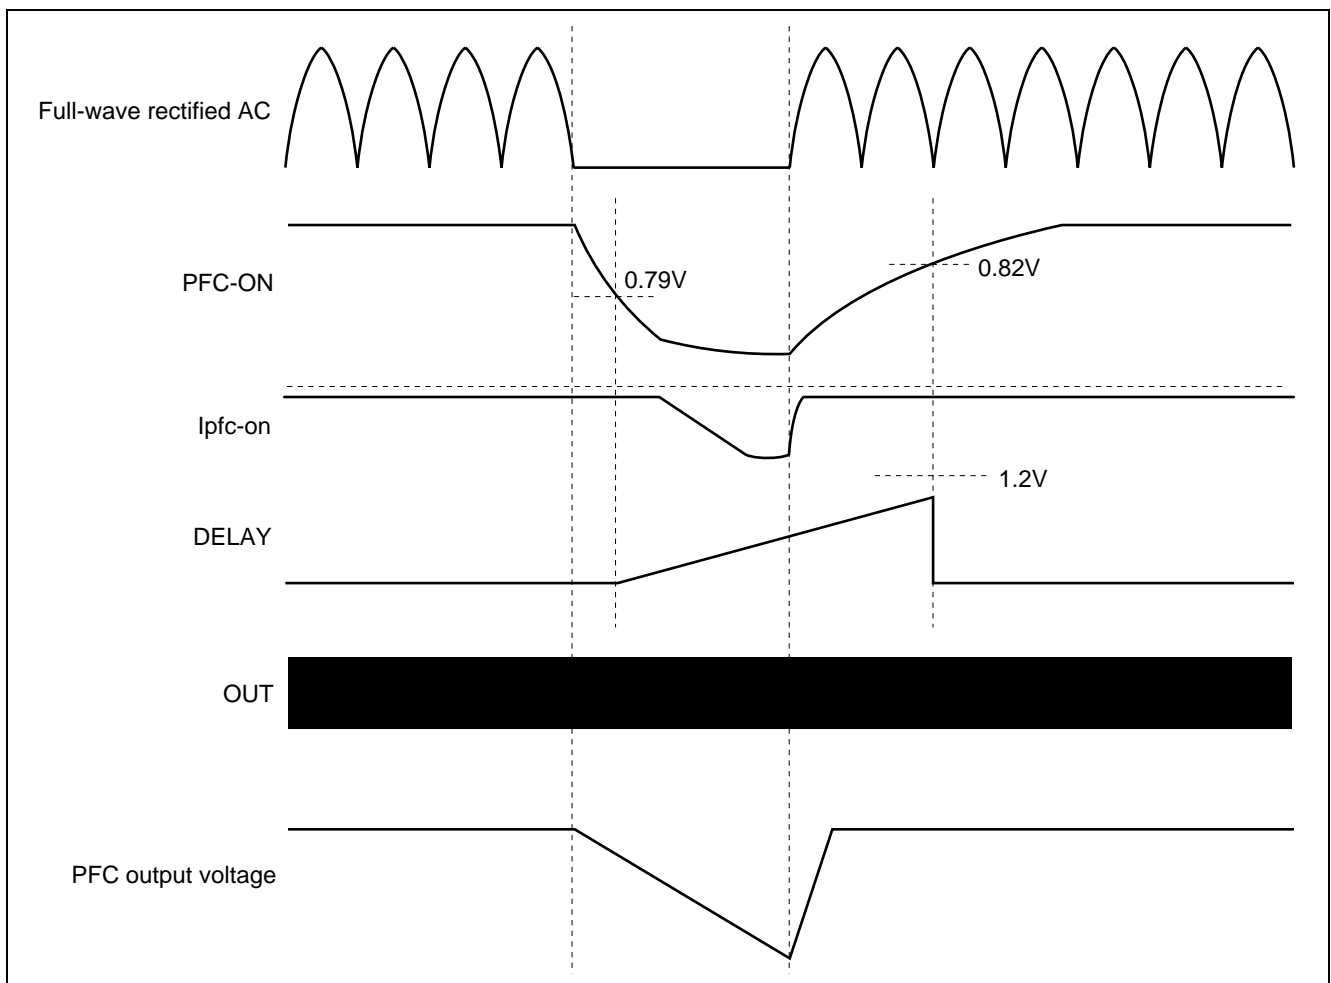 Full-wave rectified AC
PFC-ON
0.79V
0.82V
Ipfc-on
1.2V
DELAY
OUT
PFC output voltage